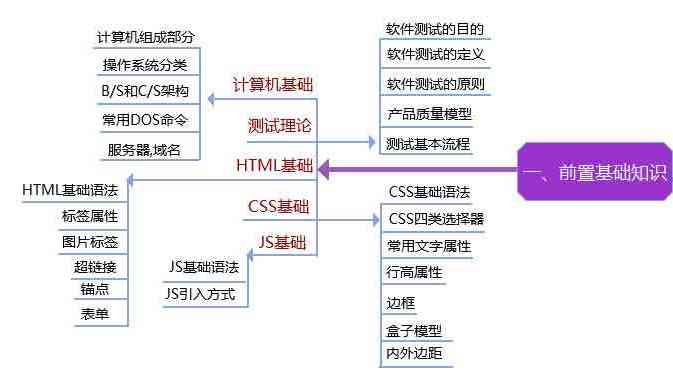 一、前置基础知识
计算机基础
计算机组成部分
操作系统分类
B/S和C/S架构
常用DOS命令
服务器,域名
测试理论
软件测试的目的
软件测试的定义
软件测试的原则
产品质量模型
测试基本流程
HTML基础
HTML基础语法
标签属性
图片标签
超链接
锚点
表单
CSS基础
CSS基础语法
CSS四类选择器
常用文字属性
行高属性
边框
盒子模型
内外边距
JS基础
JS基础语法
JS引入方式